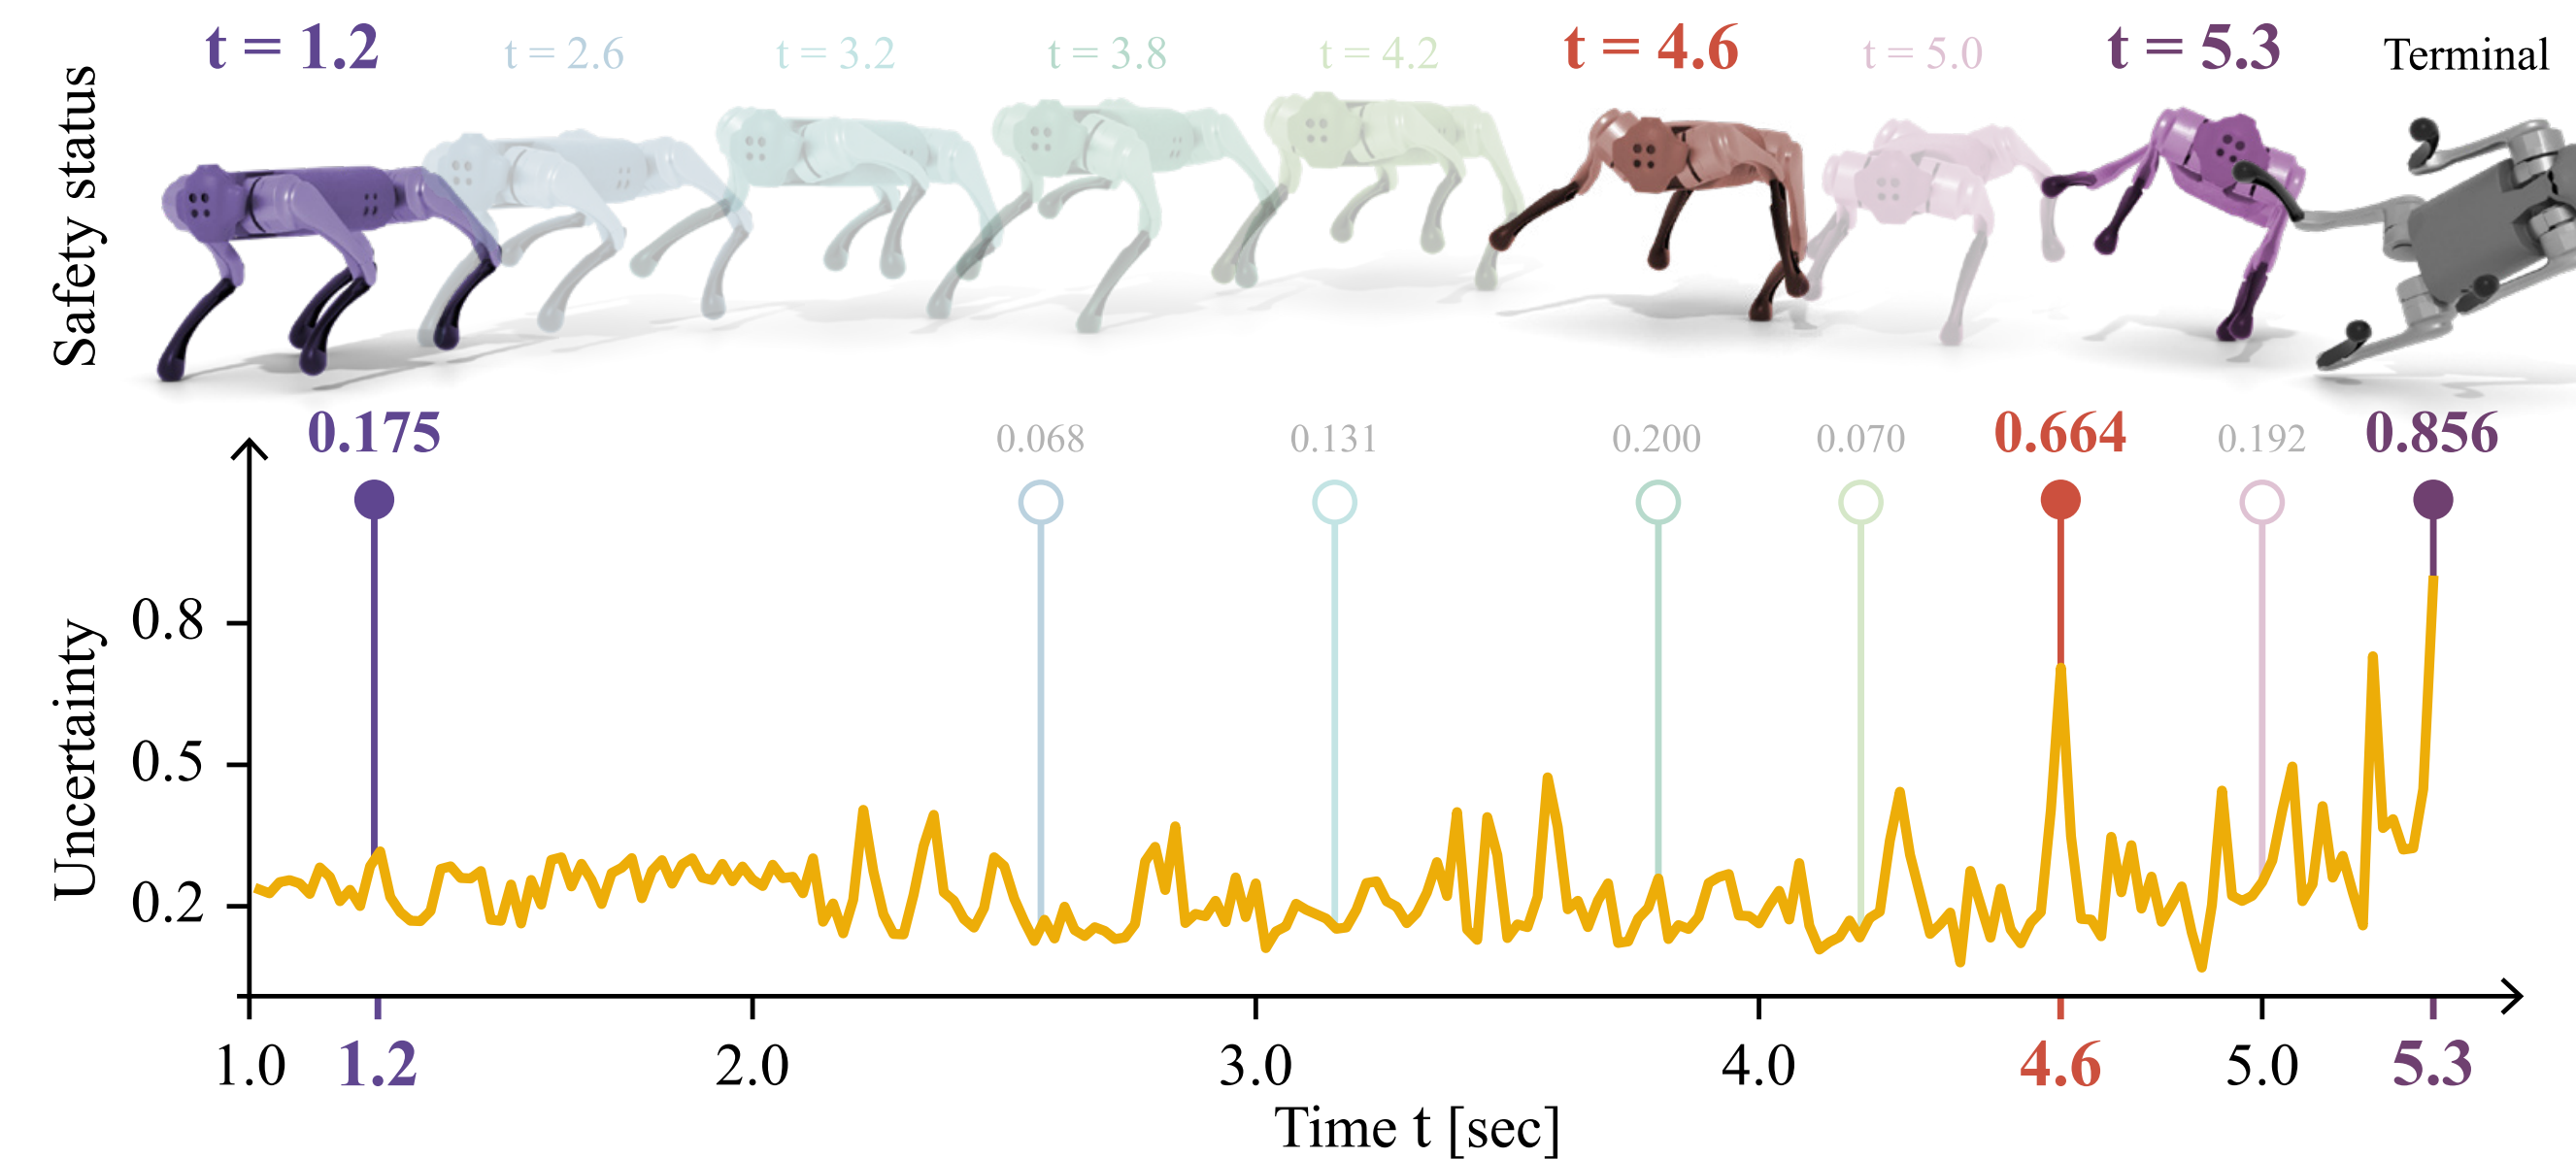 t = 1.2 t = 2.6 t = 3.2 t = 3.8 t = 4.2 t = 4.6 t = 5.0 t = 5.3 Terminal
Safety status
0.175 0.068 0.131 0.200 0.070 0.664 0.192 0.856
Uncertainty
0.8
0.5
0.2
1.0 1.2 2.0 3.0 4.0 4.6 5.0 5.3
Time t [sec]